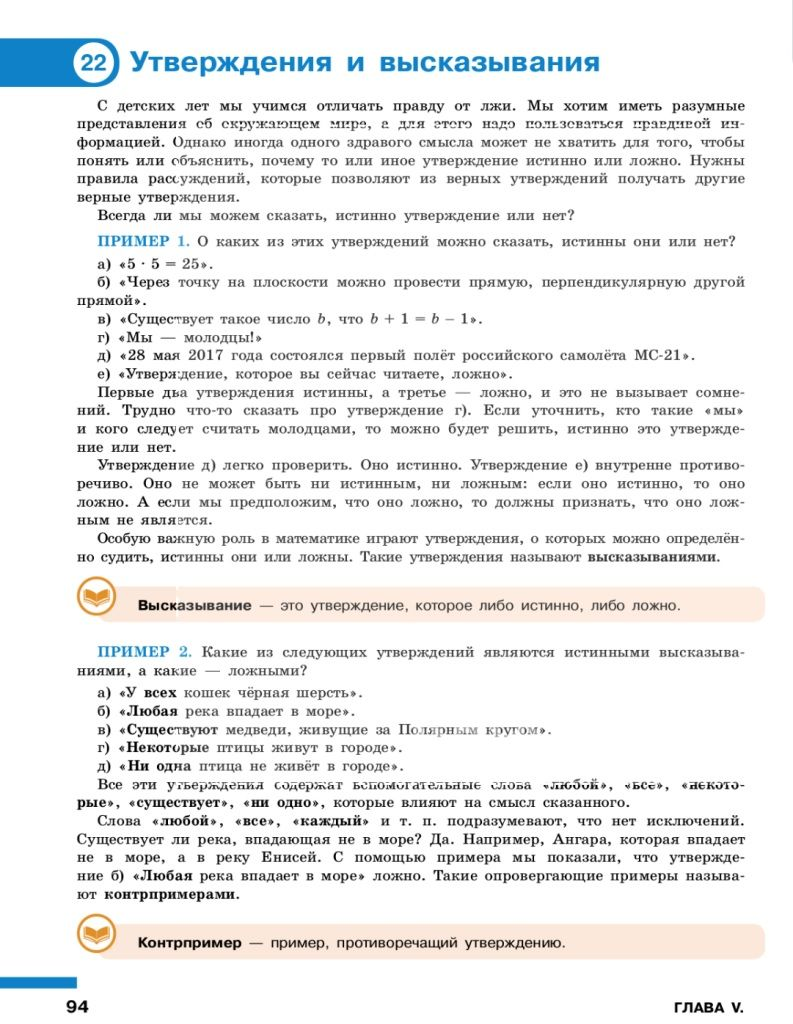 22 Утверждения и высказывания
С детских лет мы учимся отличать правду от лжи. Мы хотим иметь разумные
представления об окружающем мире, а для этого надо пользоваться правдивой ин-
формацией. Однако иногда одного здравого смысла может не хватить для того, чтобы
понять или объяснить, почему то или иное утверждение истинно или ложно. Нужны
правила рассуждений, которые позволяют из верных утверждений получать другие
верные утверждения.
Всегда ли мы можем сказать, истинно утверждение или нет?
ПРИМЕР 1. О каких из этих утверждений можно сказать, истинны они или нет?
а) «5 · 5 = 25».
б) «Через точку на плоскости можно провести прямую, перпендикулярную другой
прямой».
в) «Существует такое число b, что b + 1 = b – 1».
г) «Мы — молодцы!»
д) «28 мая 2017 года состоялся первый полёт российского самолёта МС-21».
е) «Утверждение, которое вы сейчас читаете, ложно».
Первые два утверждения истинны, а третье — ложно, и это не вызывает сомне-
ний. Трудно что-то сказать про утверждение г). Если уточнить, кто такие «мы»
и кого следует считать молодцами, то можно будет решить, истинно это утвержде-
ние или нет.
Утверждение д) легко проверить. Оно истинно. Утверждение е) внутренне противо-
речиво. Оно не может быть ни истинным, ни ложным: если оно истинно, то оно
ложно. А если мы предположим, что оно ложно, то должны признать, что оно лож-
ным не является.
Особую важную роль в математике играют утверждения, о которых можно определён-
но судить, истинны они или ложны. Такие утверждения называют высказываниями.
Высказывание — это утверждение, которое либо истинно, либо ложно.
ПРИМЕР 2. Какие из следующих утверждений являются истинными высказыва-
ниями, а какие — ложными?
а) «У всех кошек чёрная шерсть».
б) «Любая река впадает в море».
в) «Существуют медведи, живущие за Полярным кругом».
г) «Некоторые птицы живут в городе».
д) «Ни одна птица не живёт в городе».
Все эти утверждения содержат вспомогательные слова «любой», «все», «некото-
рые», «существует», «ни одно», которые влияют на смысл сказанного.
Слова «любой», «все», «каждый» и т. п. подразумевают, что нет исключений.
Существует ли река, впадающая не в море? Да. Например, Ангара, которая впадает
не в море, а в реку Енисей. С помощью примера мы показали, что утвержде-
ние б) «Любая река впадает в море» ложно. Такие опровергающие примеры называ-
ют контрпримерами.
Контрпример — пример, противоречащий утверждению.
94 ГЛАВА V.